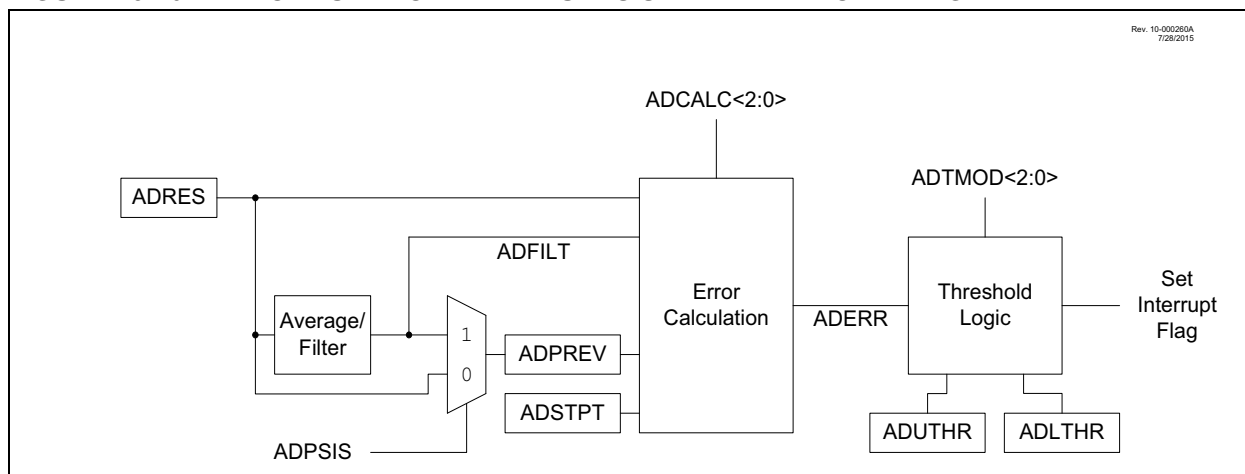 Rev. 10-000260A
7/28/2015
ADCALC<2:0>
ADRES
ADTMOD<2:0>
ADFILT
Error
Calculation
Threshold
Logic
Set
Interrupt
Flag
Average/
Filter
1
0
ADPREV
ADERR
ADSTPT
ADPSIS
ADUTHR
ADLTHR